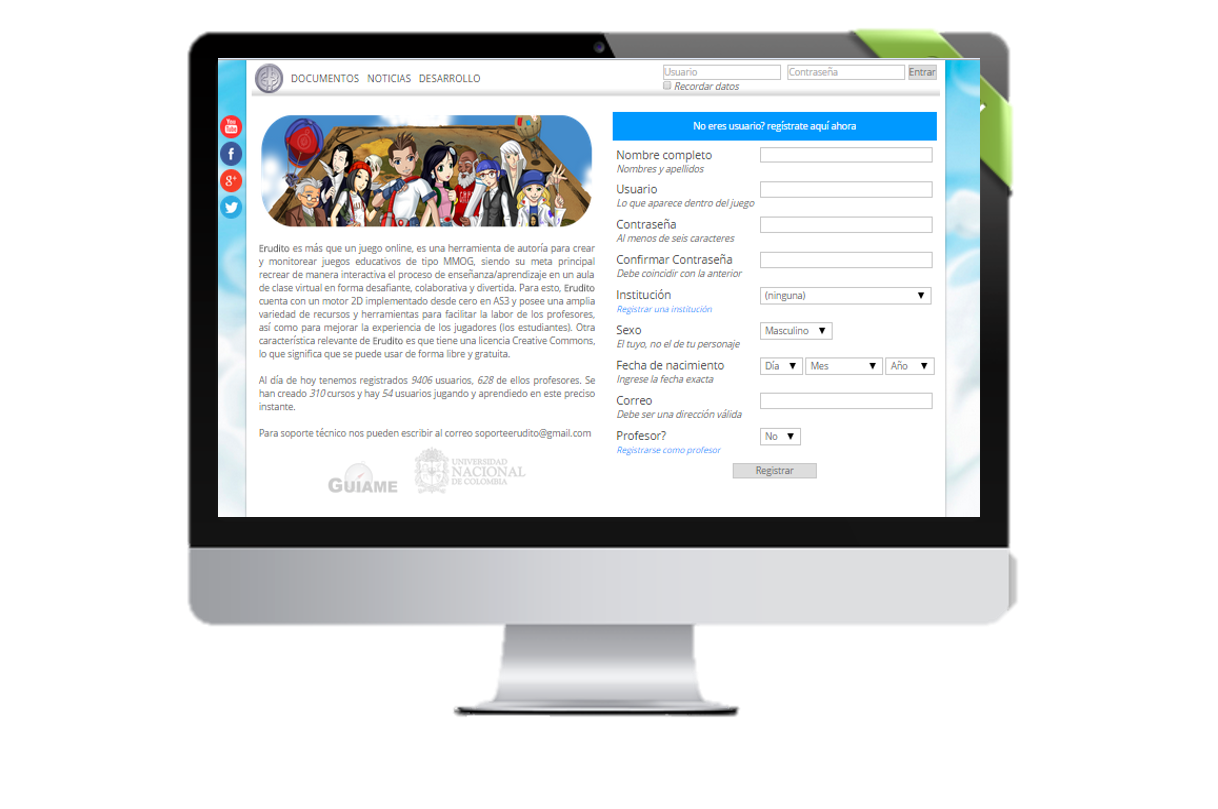 DOCUMENTOS NOTICIAS DESARROLLO
Usuario Contraseña Entrar
Recordar datos
You
Tube
f
g+
Erudito es más que un juego online, es una herramienta de autoría para crear
y monitorear juegos educativos de tipo MMOG, siendo su meta principal
recrear de manera interactiva el proceso de enseñanza/aprendizaje en un aula
de clase virtual en forma desafiante, colaborativa y divertida. Para esto, Erudito
cuenta con un motor 2D implementado desde cero en AS3 y posee una amplia
variedad de recursos y herramientas para facilitar la labor de los profesores,
así como para mejorar la experiencia de los jugadores (los estudiantes). Otra
característica relevante de Erudito es que tiene una licencia Creative Commons,
lo que significa que se puede usar de forma libre y gratuita.
Al día de hoy tenemos registrados 9406 usuarios, 628 de ellos profesores. Se
han creado 310 cursos y hay 54 usuarios jugando y aprendiedo en este preciso
instante.
Para soporte técnico nos pueden escribir al correo soporteerudito@gmail.com
GUIAME
UNIVERSIDAD
NACIONAL
DE COLOMBIA
No eres usuario? regístrate aquí ahora
Nombre completo
Nombres y apellidos
Usuario
Lo que aparece dentro del juego
Contraseña
Al menos de seis caracteres
Confirmar Contraseña
Debe coincidir con la anterior
Institución (ninguna)
Registrar una institución
Sexo Masculino
El tuyo, no el de tu personaje
Fecha de nacimiento Día Mes Año
Ingrese la fecha exacta
Correo
Debe ser una dirección válida
Profesor? No
Registrarse como profesor
Registrar